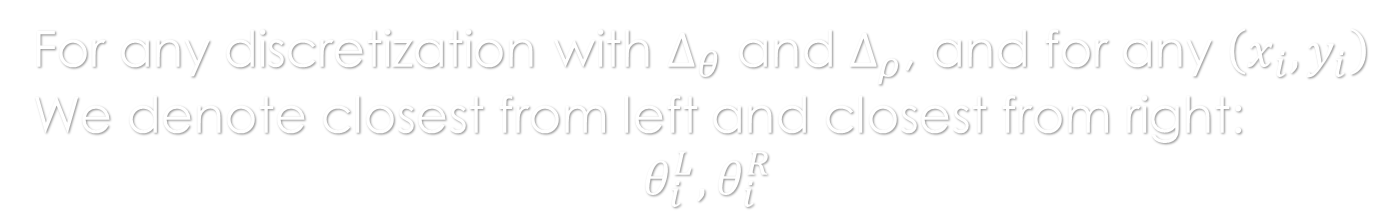 For any discretization with Δ_θ and Δ_ρ, and for any (x_i, y_i)
We denote closest from left and closest from right:
θ_i^L, θ_i^R